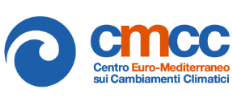 cmcc
Centro Euro-Mediterraneo
sui Cambiamenti Climatici